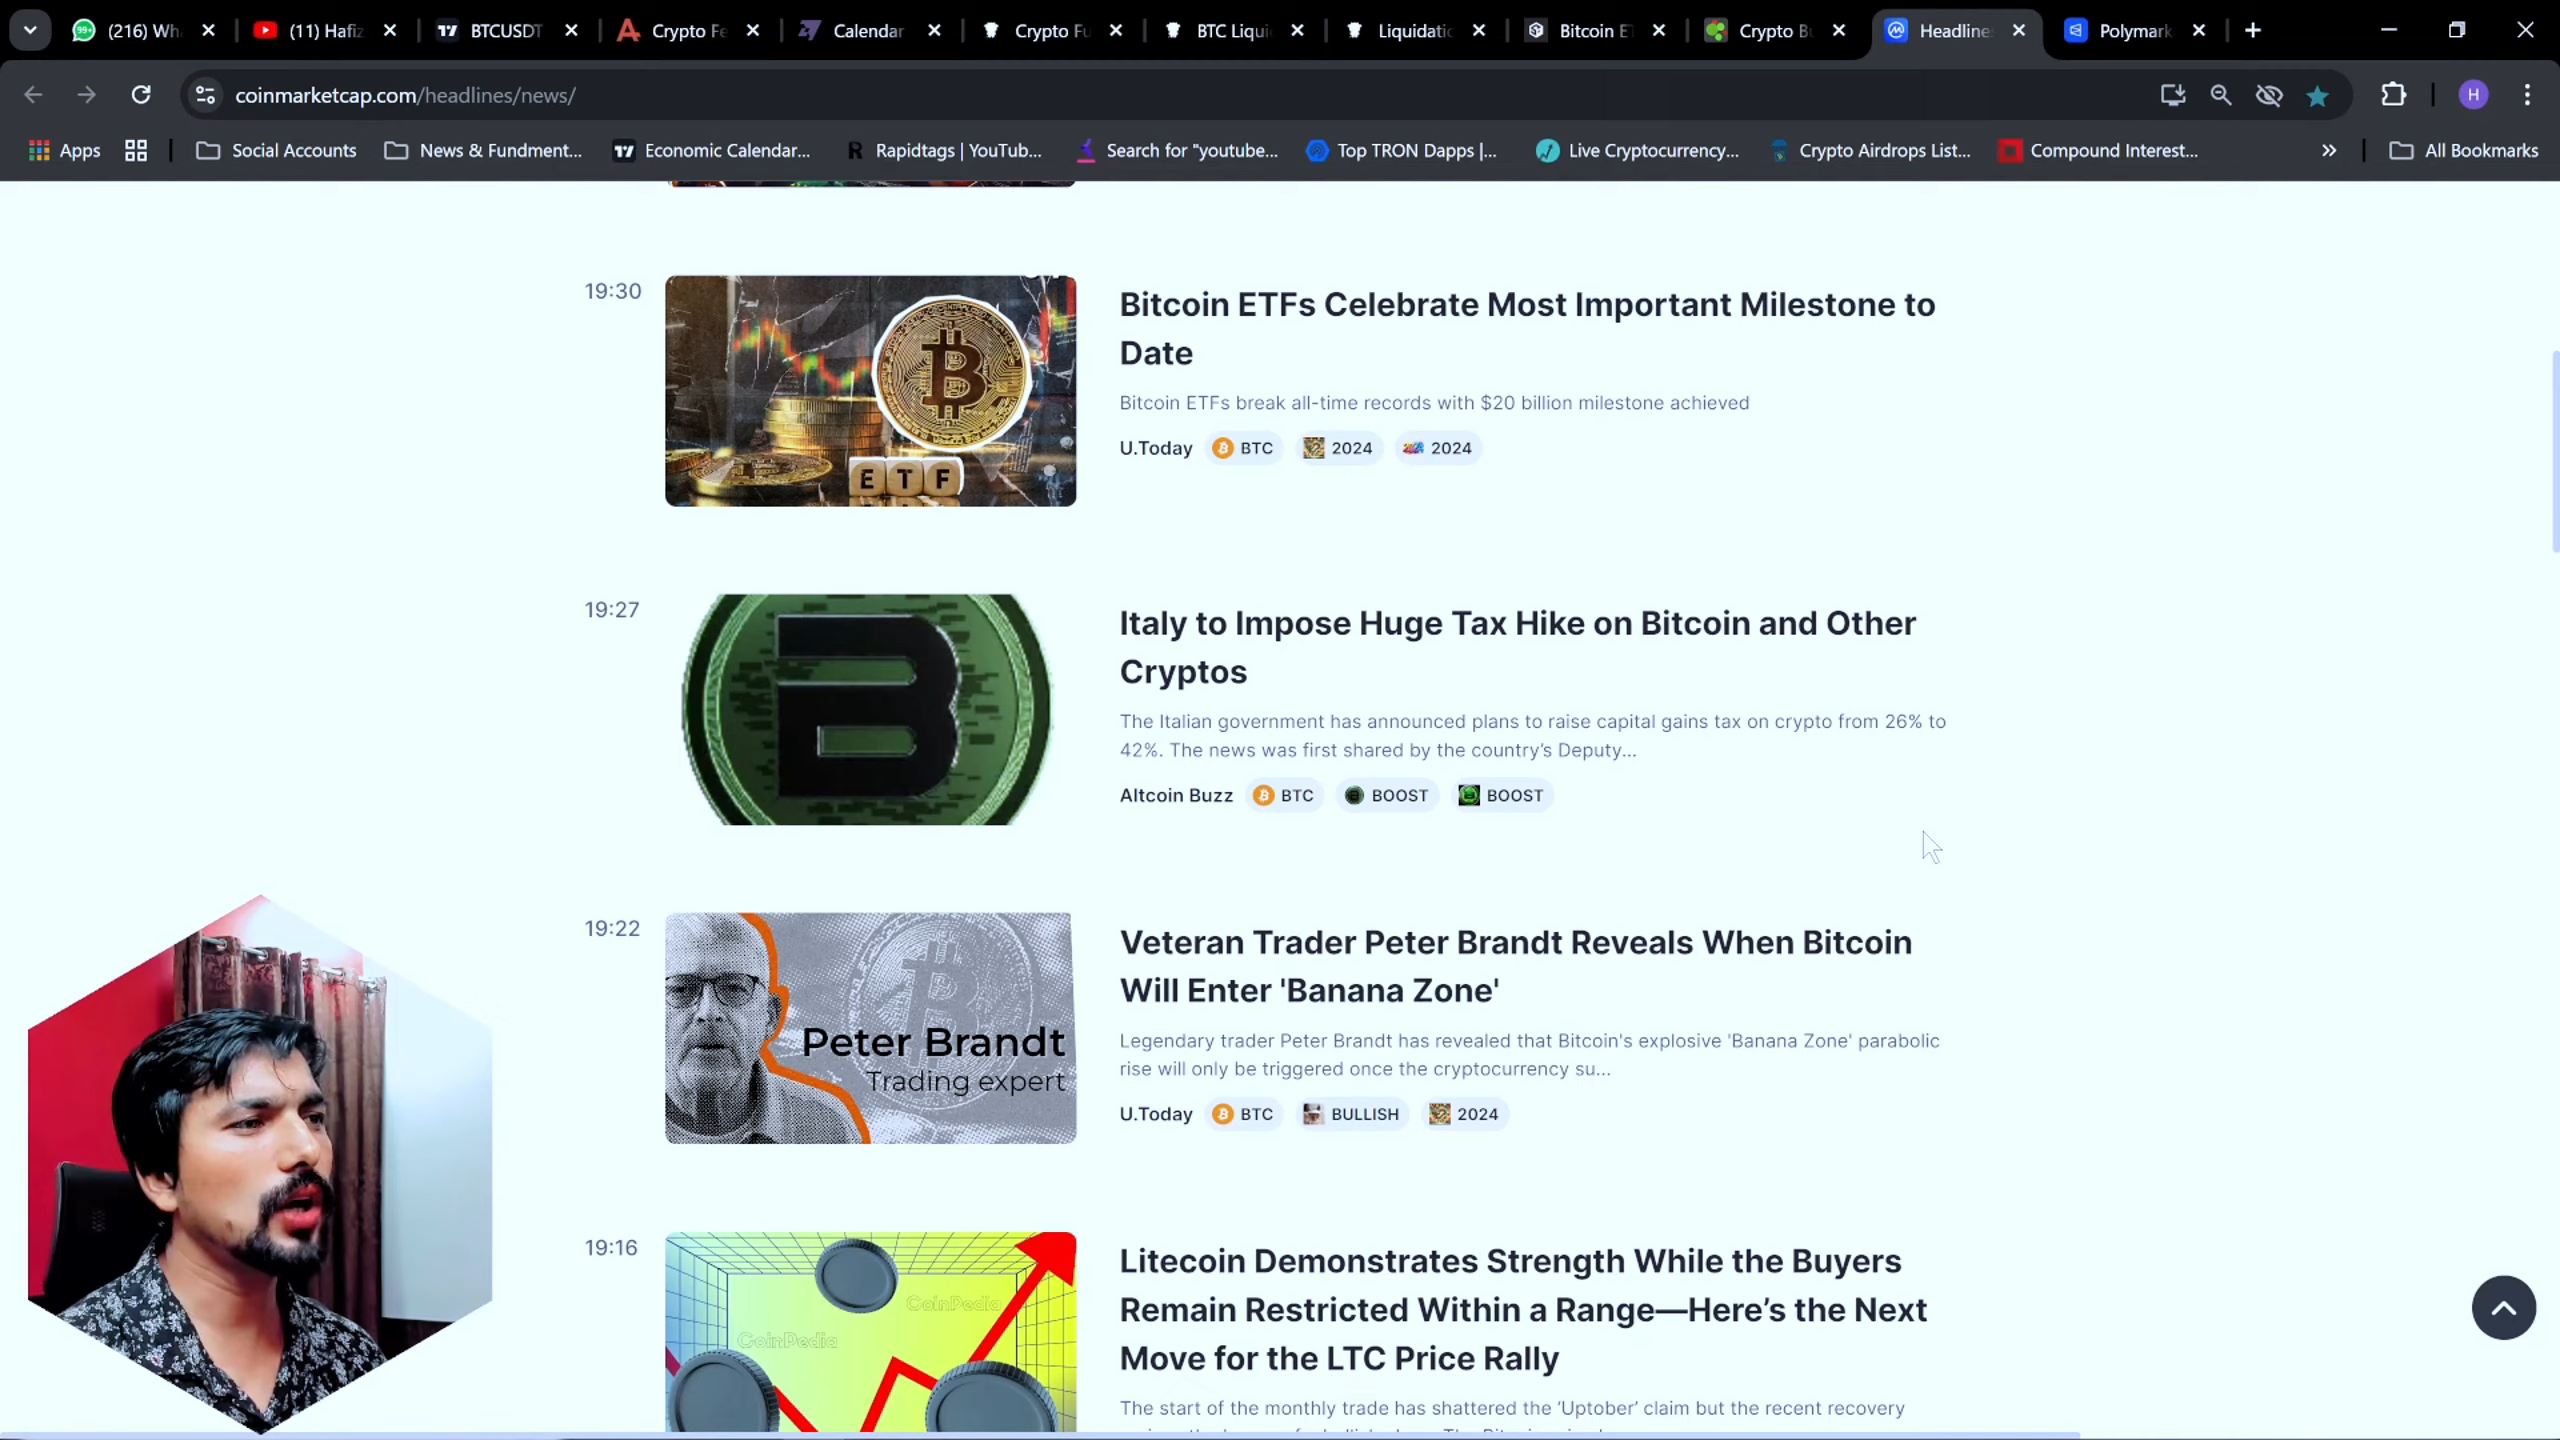 (216) Wh
(11) Hafiz
BTCUSDT
Crypto Fe
Calendar
Crypto Fu
BTC Liqui
Liquidatic
Bitcoin E
Crypto B
Headline
Polymark
coinmarketcap.com/headlines/news/
H
Apps
Social Accounts
News & Fundment...
Economic Calendar...
Rapidtags | YouTub...
Search for "youtube...
Top TRON Dapps |...
Live Cryptocurrency...
Crypto Airdrops List...
Compound Interest...
All Bookmarks
19:30
ETF
Bitcoin ETFs Celebrate Most Important Milestone to
Date
Bitcoin ETFs break all-time records with $20 billion milestone achieved
U.Today BTC 2024 2024
19:27
Italy to Impose Huge Tax Hike on Bitcoin and Other
Cryptos
The Italian government has announced plans to raise capital gains tax on crypto from 26% to
42%. The news was first shared by the country’s Deputy...
Altcoin Buzz BTC BOOST BOOST
19:22
Peter Brandt
Trading expert
Veteran Trader Peter Brandt Reveals When Bitcoin
Will Enter 'Banana Zone'
Legendary trader Peter Brandt has revealed that Bitcoin's explosive 'Banana Zone' parabolic
rise will only be triggered once the cryptocurrency su...
U.Today BTC BULLISH 2024
19:16
CoinPedia
CoinPedia
Litecoin Demonstrates Strength While the Buyers
Remain Restricted Within a Range—Here’s the Next
Move for the LTC Price Rally
The start of the monthly trade has shattered the ‘Uptober’ claim but the recent recovery